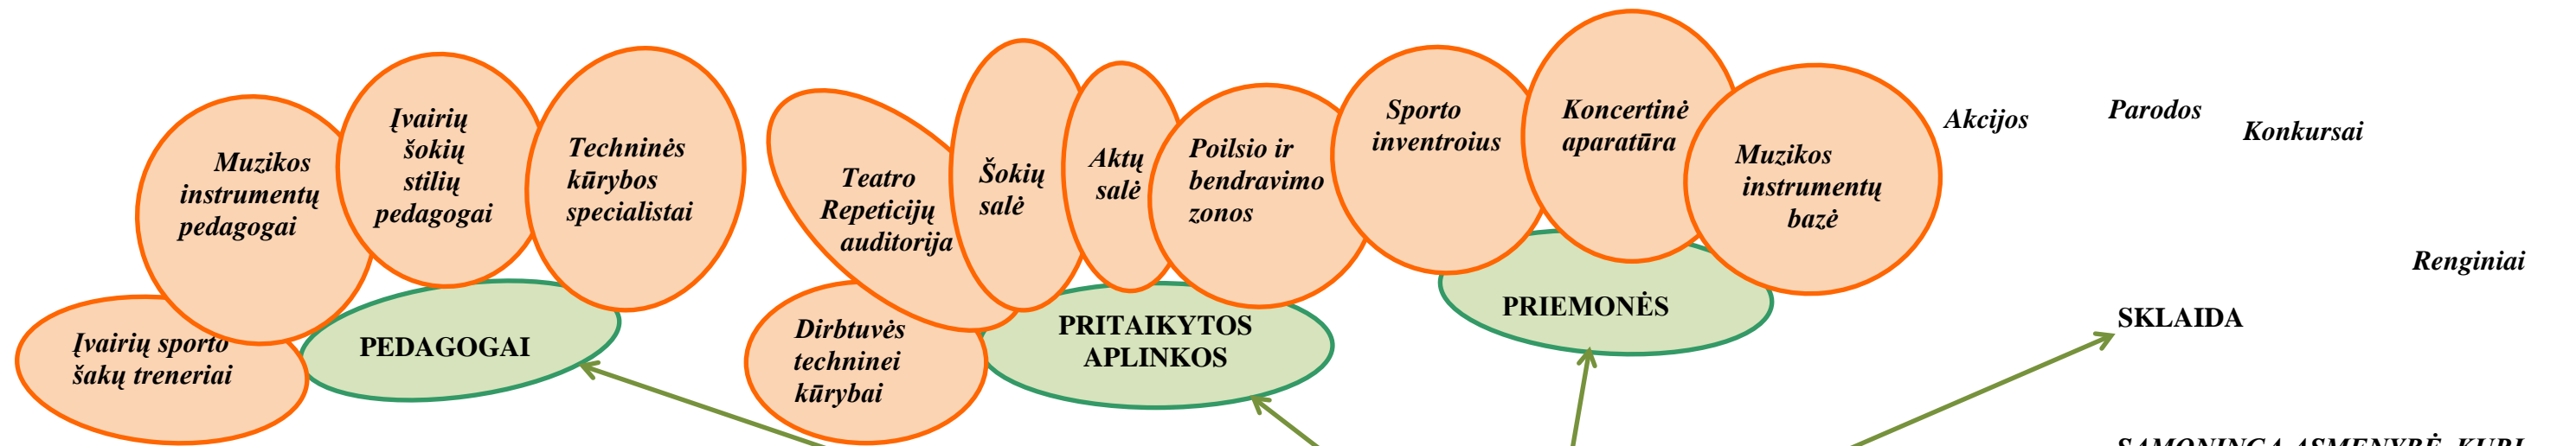 Įvairių sporto
šakų treneriai
Muzikos
instrumentų
pedagogai
Įvairių
šokių
stilių
pedagogai
Techninės
kūrybos
specialistai
PEDAGOGAI
Dirbtuvės
techninei
kūrybai
Teatro
Repeticijų
auditorija
Šokių
salė
Aktų
salė
Poilsio ir
bendravimo
zonos
PRITAIKYTOS
APLINKOS
Sporto
inventroius
Koncertinė
aparatūra
Muzikos
instrumentų
bazė
PRIEMONĖS
Akcijos
Parodos
Konkursai
Renginiai
SKLAIDA